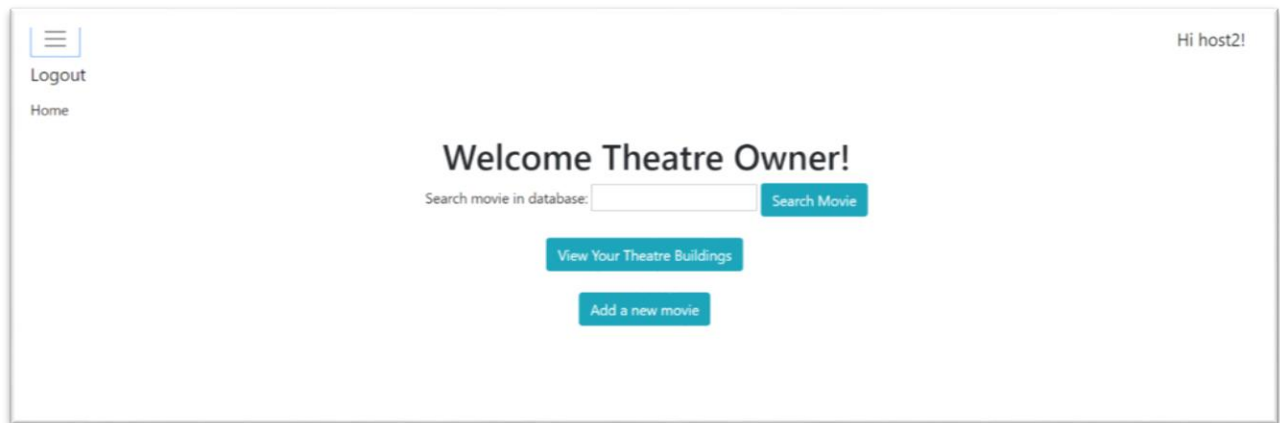 Hi host2!
Logout
Home
Welcome Theatre Owner!
Search movie in database: Search Movie
View Your Theatre Buildings
Add a new movie